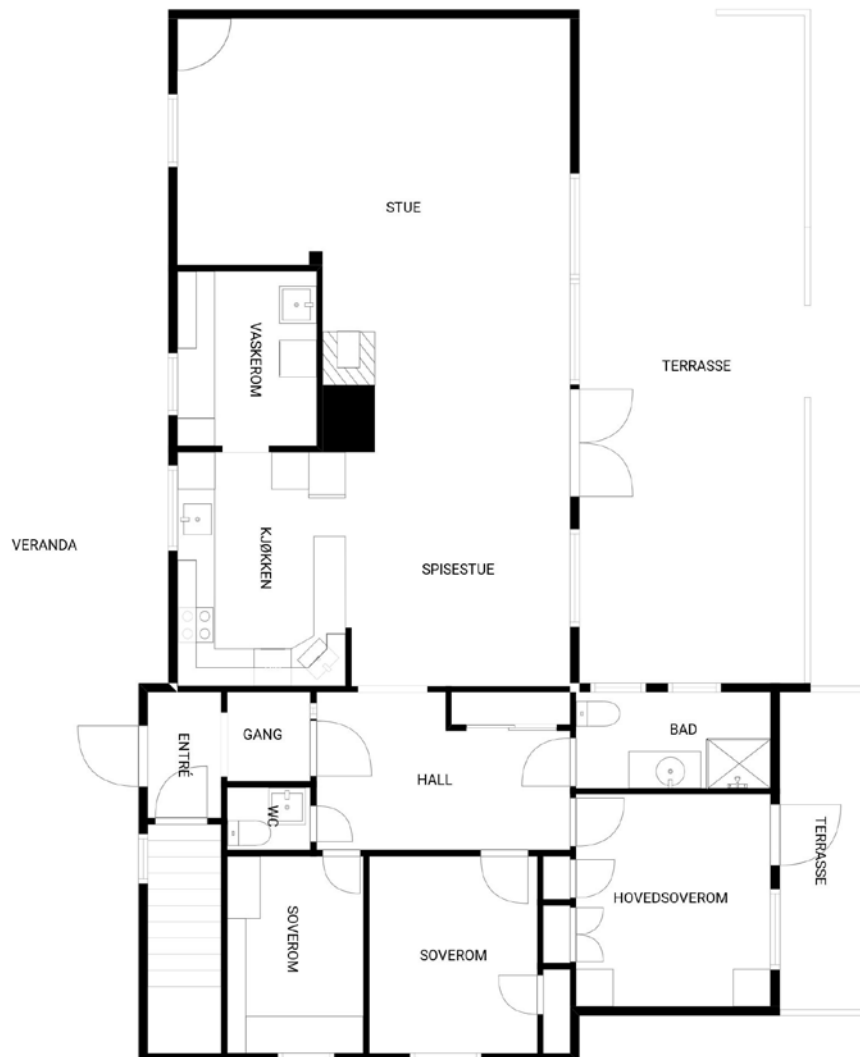 STUE
VASKEROM
TERRASSE
VERANDA
KJØKKEN
SPISESTUE
ENTRÉ
GANG
BAD
WC
HALL
TERRASSE
HOVEDSOVEROM
SOVEROM
SOVEROM